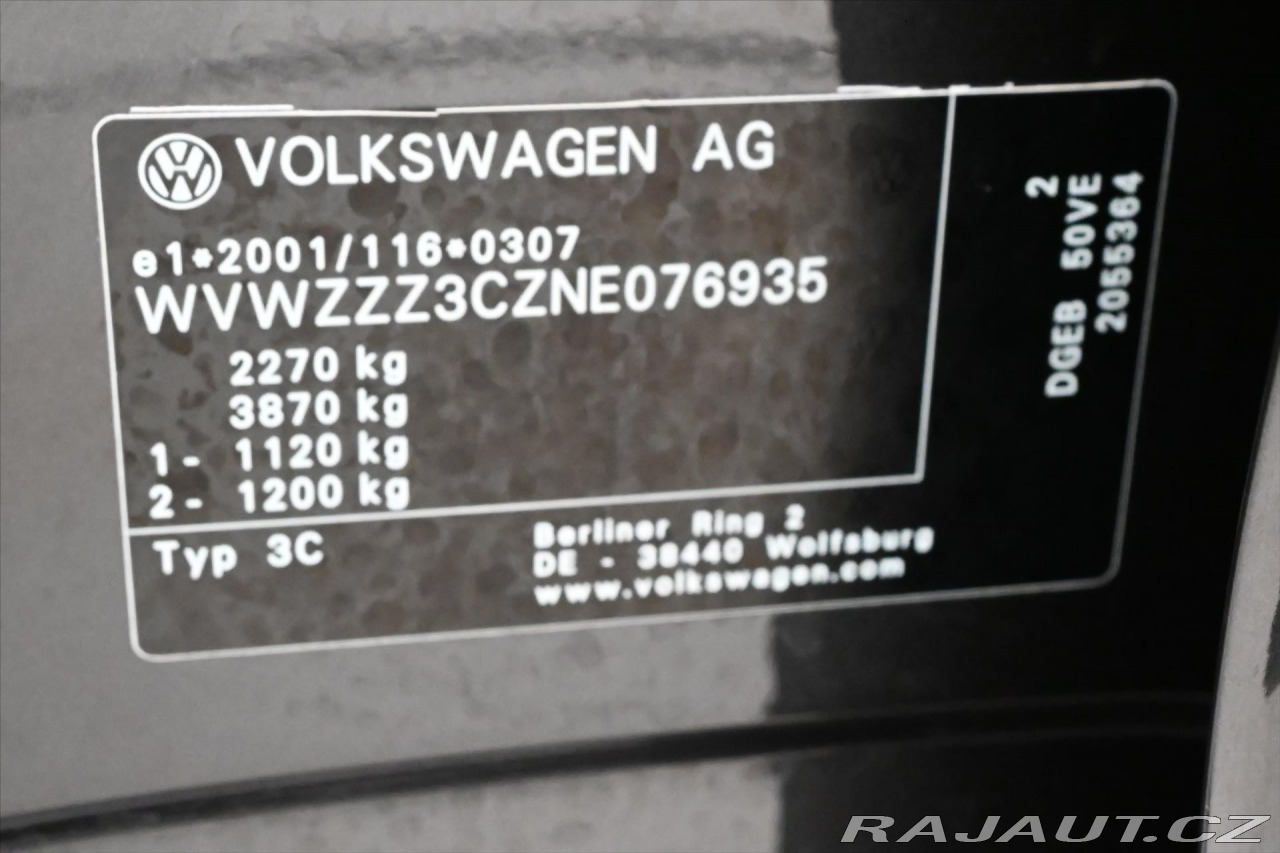 VOLKSWAGEN AG
e1*2001/116*0307
WVWZZZ3CZNE076935
2270 kg
3870 kg
1- 1120 kg
2- 1200 kg
Typ 3C
Berliner Ring 2
DE - 38440 Wolfsburg
www.volkswagen.com
2
DGEB 50VE
2055364
RAJAUT.CZ